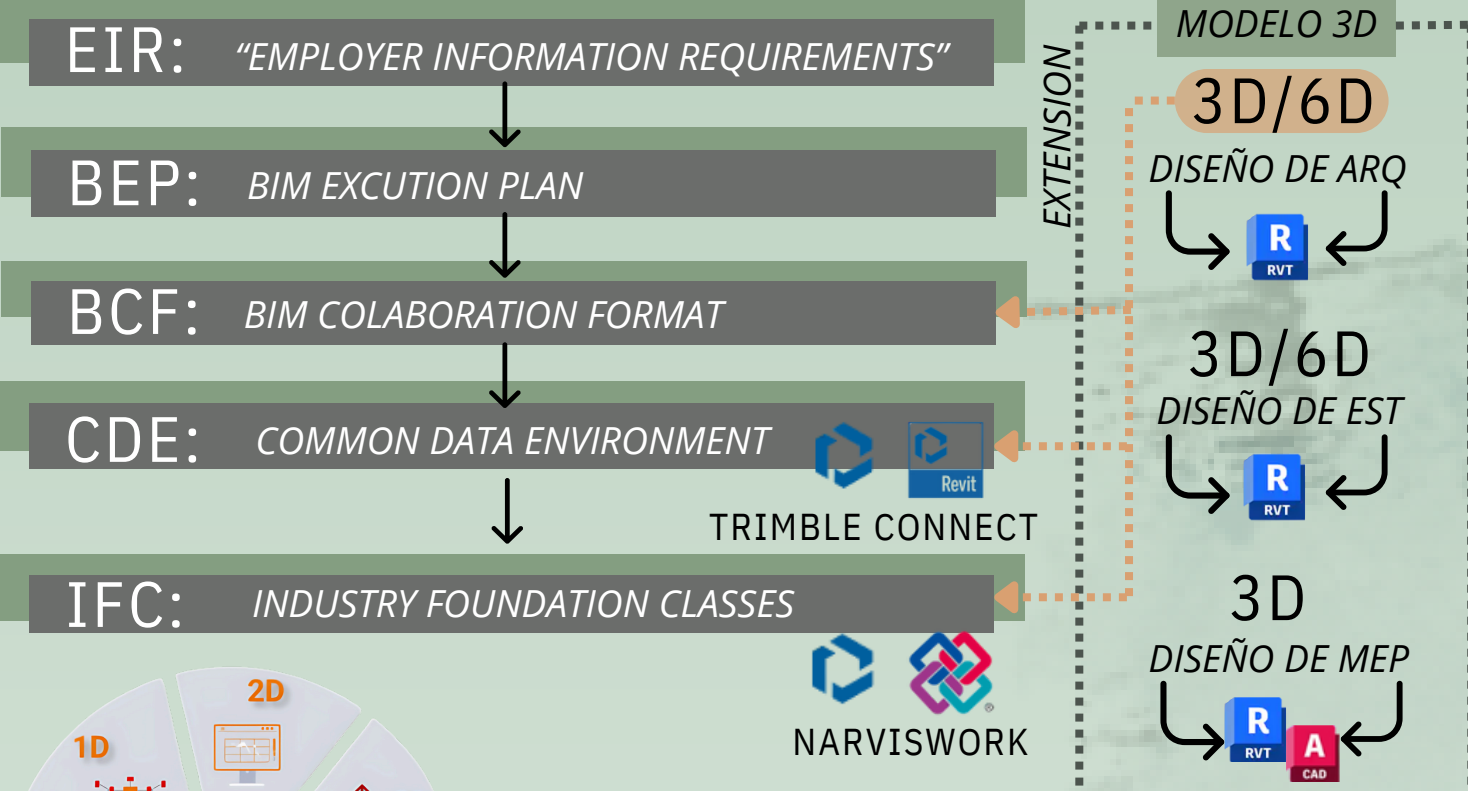 EIR: “EMPLOYER INFORMATION REQUIREMENTS”
BEP: BIM EXCUTION PLAN
BCF: BIM COLABORATION FORMAT
CDE: COMMON DATA ENVIRONMENT
Revit
TRIMBLE CONNECT
IFC: INDUSTRY FOUNDATION CLASSES
®
NARVISWORK
1D
2D
EXTENSION
MODELO 3D
3D/6D
DISEÑO DE ARQ
R
RVT
3D/6D
DISEÑO DE EST
R
RVT
3D
DISEÑO DE MEP
R
RVT
A
CAD